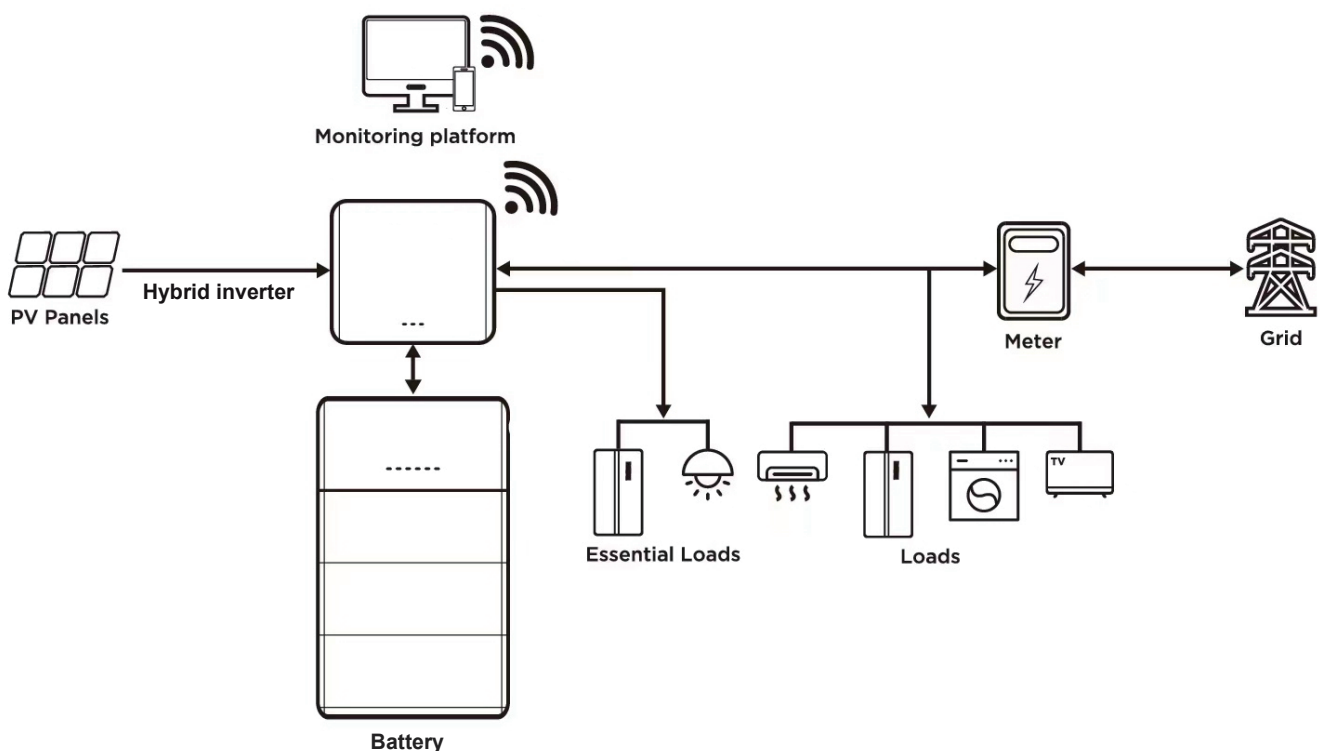 Monitoring platform
PV Panels
Hybrid inverter
Meter
Grid
TV
Essential Loads
Loads
Battery